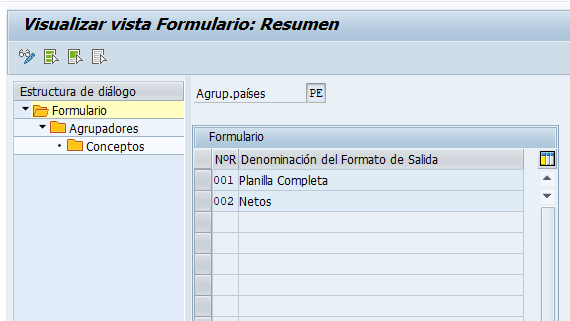 Visualizar vista Formulario: Resumen
Estructura de diálogo
Formulario
Agrupadores
Conceptos
Agrup.países PE
Formulario
NºR Denominación del Formato de Salida
001 Planilla Completa
002 Netos